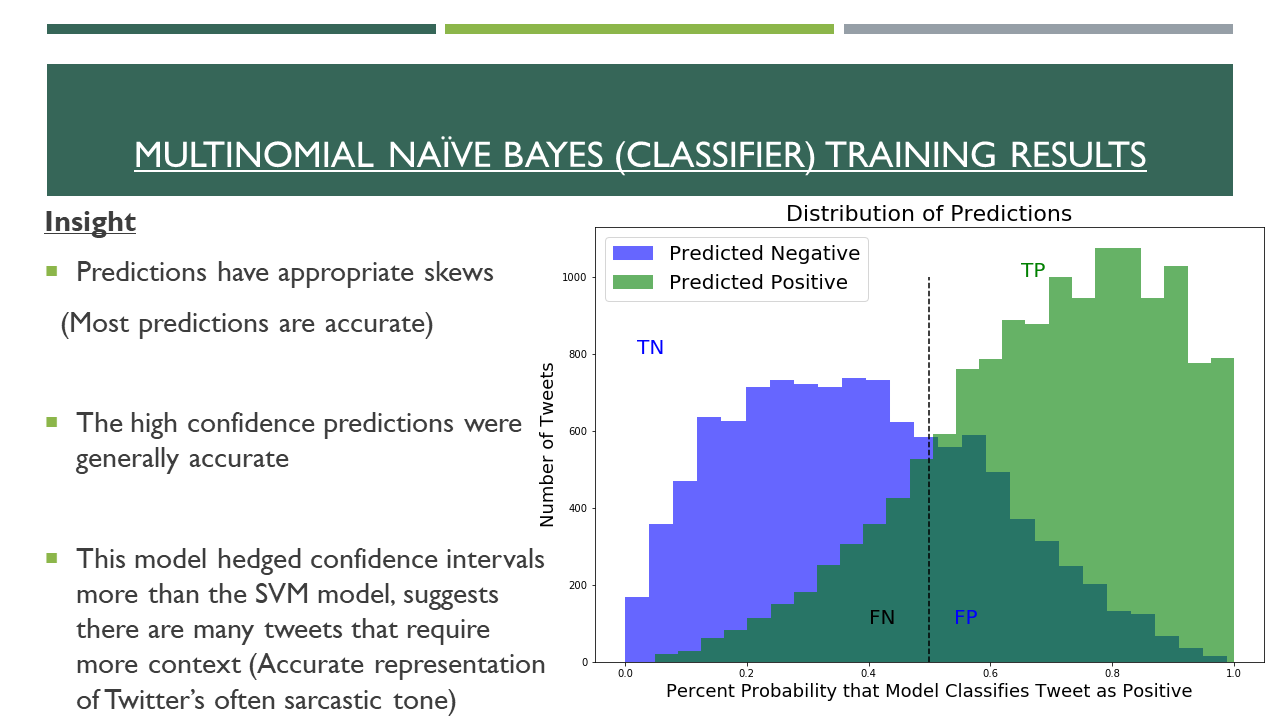 MULTINOMIAL NAÏVE BAYES (CLASSIFIER) TRAINING RESULTS
Insight
Predictions have appropriate skews
(Most predictions are accurate)
The high confidence predictions were
generally accurate
This model hedged confidence intervals
more than the SVM model, suggests
there are many tweets that require
more context (Accurate representation
of Twitter’s often sarcastic tone)
Distribution of Predictions
Predicted Negative
Predicted Positive
TP
TN
FN
FP
Number of Tweets
1000
800
600
400
200
0
0.0 0.2 0.4 0.6 0.8 1.0
Percent Probability that Model Classifies Tweet as Positive